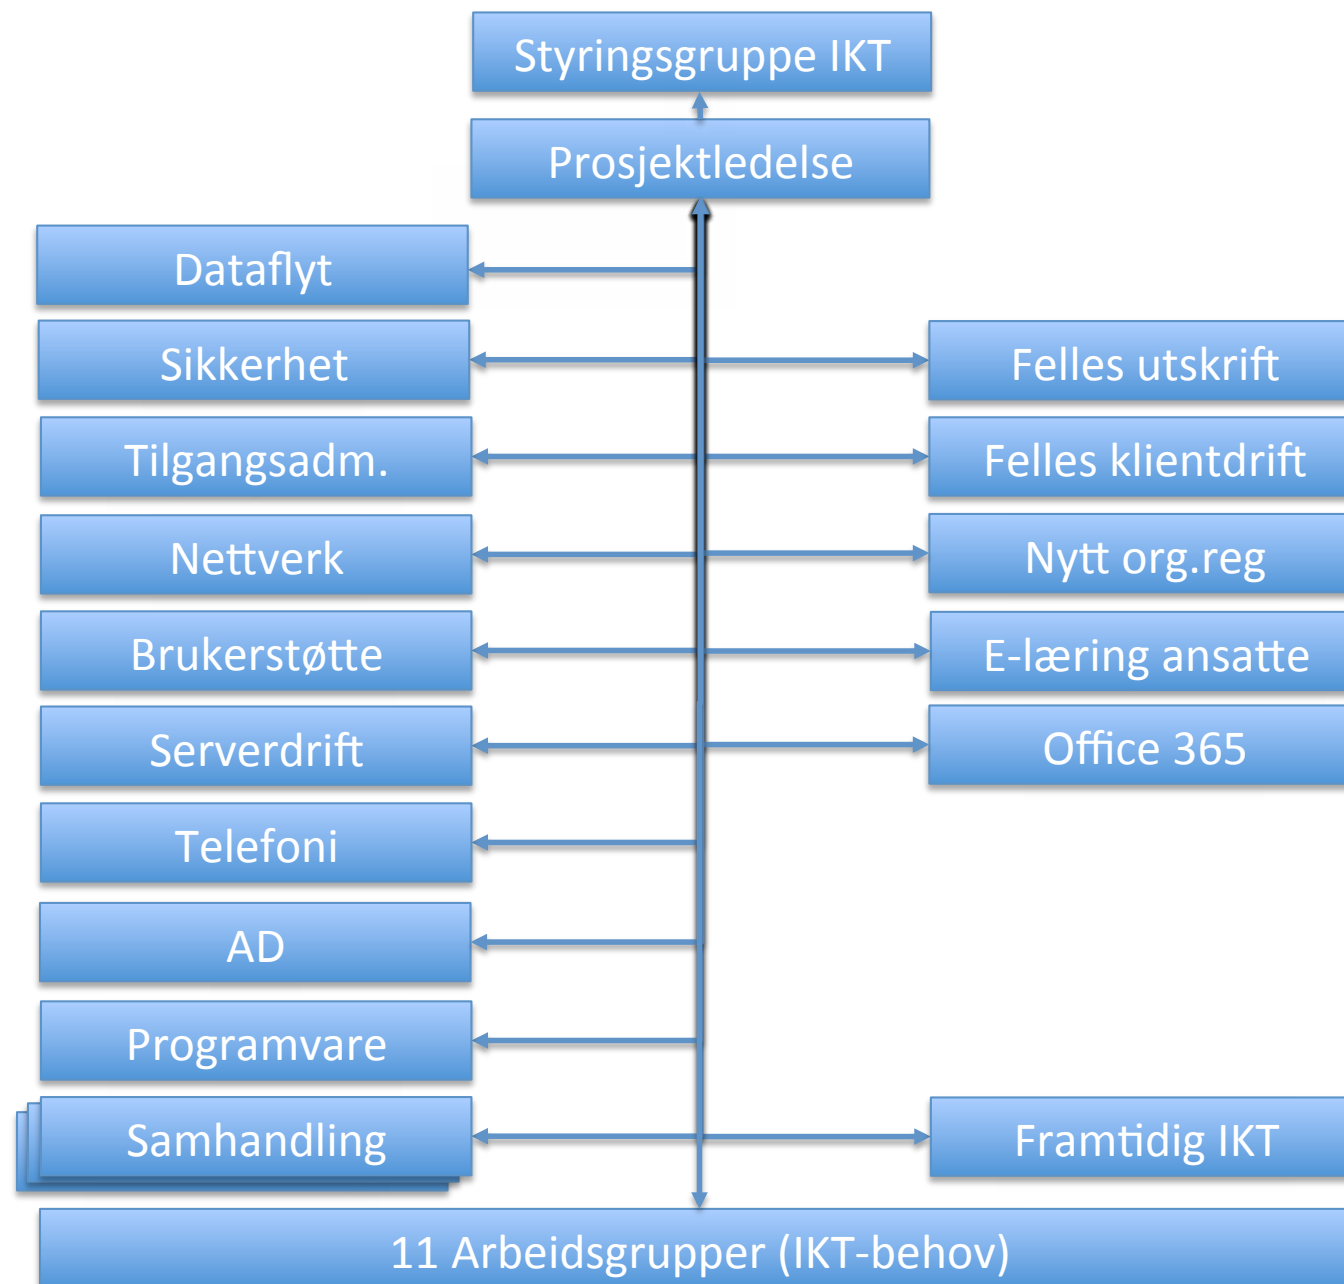 Styringsgruppe IKT
Prosjektledelse
Dataflyt
Sikkerhet
Felles utskrift
Tilgangsadm.
Felles klientdrift
Nettverk
Nytt org.reg
Brukerstøtte
E-læring ansatte
Serverdrift
Office 365
Telefoni
AD
Programvare
Samhandling
Framtidig IKT
11 Arbeidsgrupper (IKT-behov)